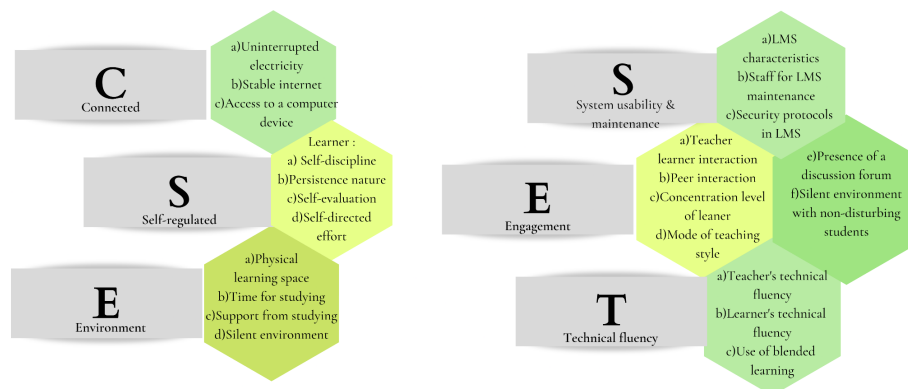 C
Connected
a)Uninterrupted
electricity
b)Stable internet
c)Access to a computer
device
S
Self-regulated
Learner :
a) Self-discipline
b)Persistence nature
c)Self-evaluation
d)Self-directed
effort
E
Environment
a)Physical
learning space
b)Time for studying
c)Support from studying
d)Silent environment
S
System usability &
maintenance
a)LMS
characteristics
b)Staff for LMS
maintenance
c)Security protocols
in LMS
E
Engagement
a)Teacher
learner interaction
b)Peer interaction
c)Concentration level
of leaner
d)Mode of teaching
style
e)Presence of a
discussion forum
f)Silent environment
with non-disturbing
students
T
Technical fluency
a)Teacher's technical
fluency
b)Learner's technical
fluency
c)Use of blended
learning